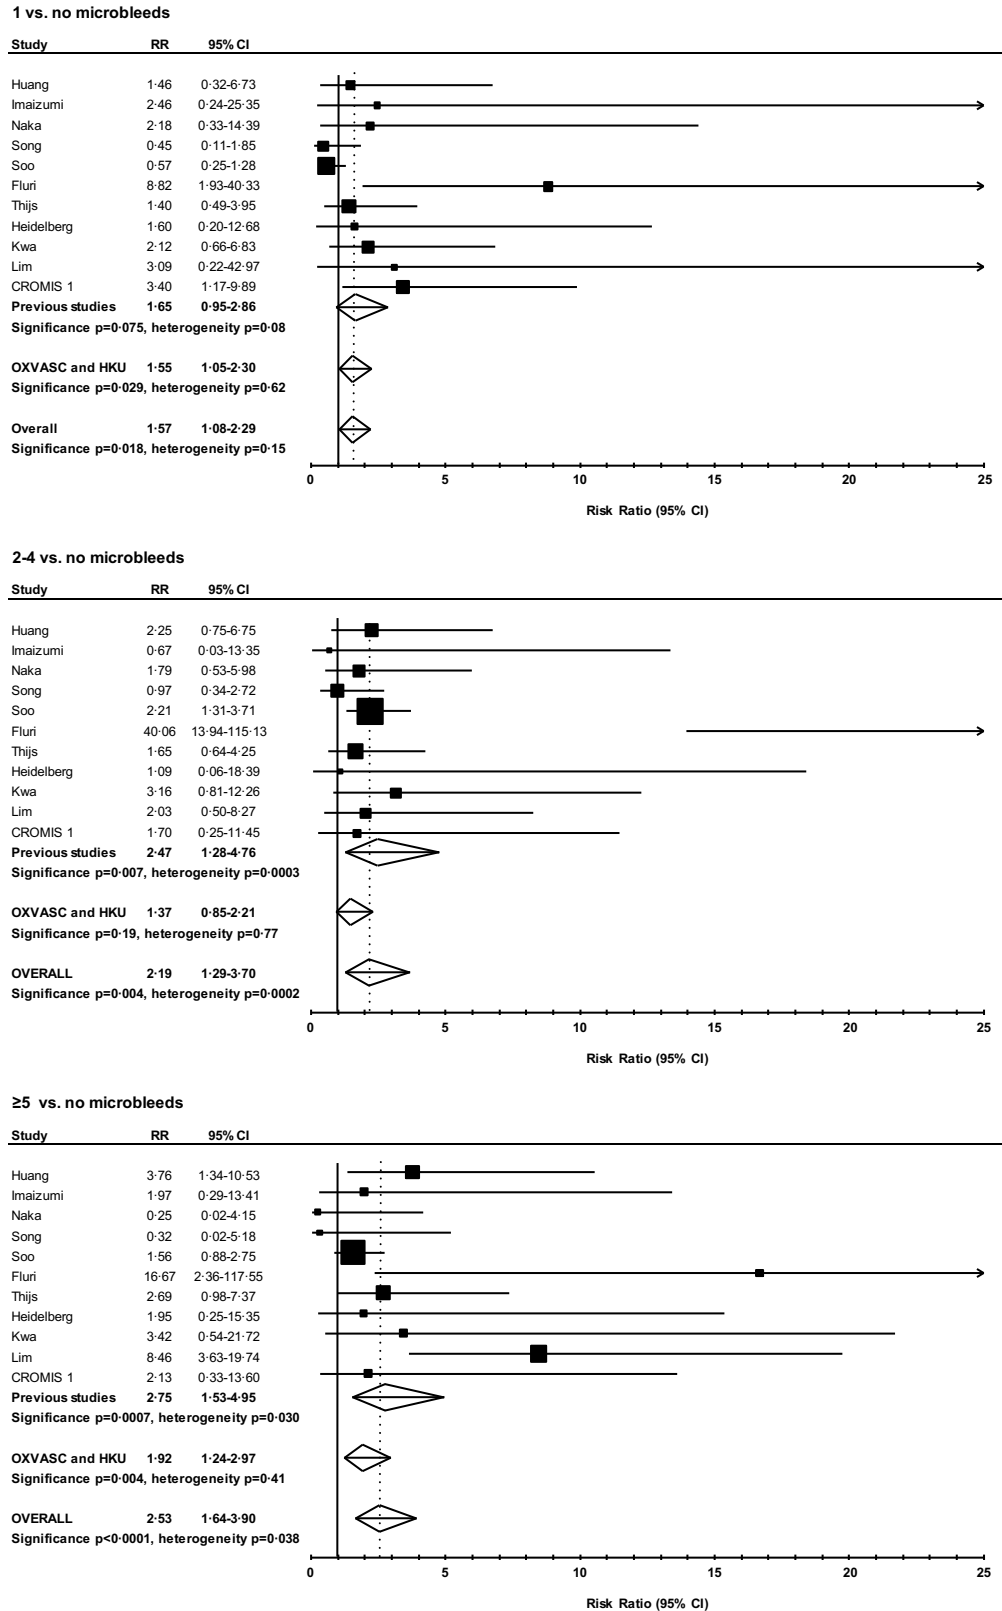 1 vs. no microbleeds
Study RR 95% CI
Huang 1·46 0·32-6·73
Imaizumi 2·46 0·24-25·35
Naka 2·18 0·33-14·39
Song 0·45 0·11-1·85
Soo 0·57 0·25-1·28
Fluri 8·82 1·93-40·33
Thijs 1·40 0·49-3·95
Heidelberg 1·60 0·20-12·68
Kwa 2·12 0·66-6·83
Lim 3·09 0·22-42·97
CROMIS 1 3·40 1·17-9·89
Previous studies 1·65 0·95-2·86
Significance p=0·075, heterogeneity p=0·08
OXVASC and HKU 1·55 1·05-2·30
Significance p=0·029, heterogeneity p=0·62
Overall 1·57 1·08-2·29
Significance p=0·018, heterogeneity p=0·15
0 5 10 15 20 25
Risk Ratio (95% CI)
2-4 vs. no microbleeds
Study RR 95% CI
Huang 2·25 0·75-6·75
Imaizumi 0·67 0·03-13·35
Naka 1·79 0·53-5·98
Song 0·97 0·34-2·72
Soo 2·21 1·31-3·71
Fluri 40·06 13·94-115·13
Thijs 1·65 0·64-4·25
Heidelberg 1·09 0·06-18·39
Kwa 3·16 0·81-12·26
Lim 2·03 0·50-8·27
CROMIS 1 1·70 0·25-11·45
Previous studies 2·47 1·28-4·76
Significance p=0·007, heterogeneity p=0·0003
OXVASC and HKU 1·37 0·85-2·21
Significance p=0·19, heterogeneity p=0·77
OVERALL 2·19 1·29-3·70
Significance p=0·004, heterogeneity p=0·0002
0 5 10 15 20 25
Risk Ratio (95% CI)
≥5 vs. no microbleeds
Study RR 95% CI
Huang 3·76 1·34-10·53
Imaizumi 1·97 0·29-13·41
Naka 0·25 0·02-4·15
Song 0·32 0·02-5·18
Soo 1·56 0·88-2·75
Fluri 16·67 2·36-117·55
Thijs 2·69 0·98-7·37
Heidelberg 1·95 0·25-15·35
Kwa 3·42 0·54-21·72
Lim 8·46 3·63-19·74
CROMIS 1 2·13 0·33-13·60
Previous studies 2·75 1·53-4·95
Significance p=0·0007, heterogeneity p=0·030
OXVASC and HKU 1·92 1·24-2·97
Significance p=0·004, heterogeneity p=0·41
OVERALL 2·53 1·64-3·90
Significance p<0·0001, heterogeneity p=0·038
0 5 10 15 20 25
Risk Ratio (95% CI)